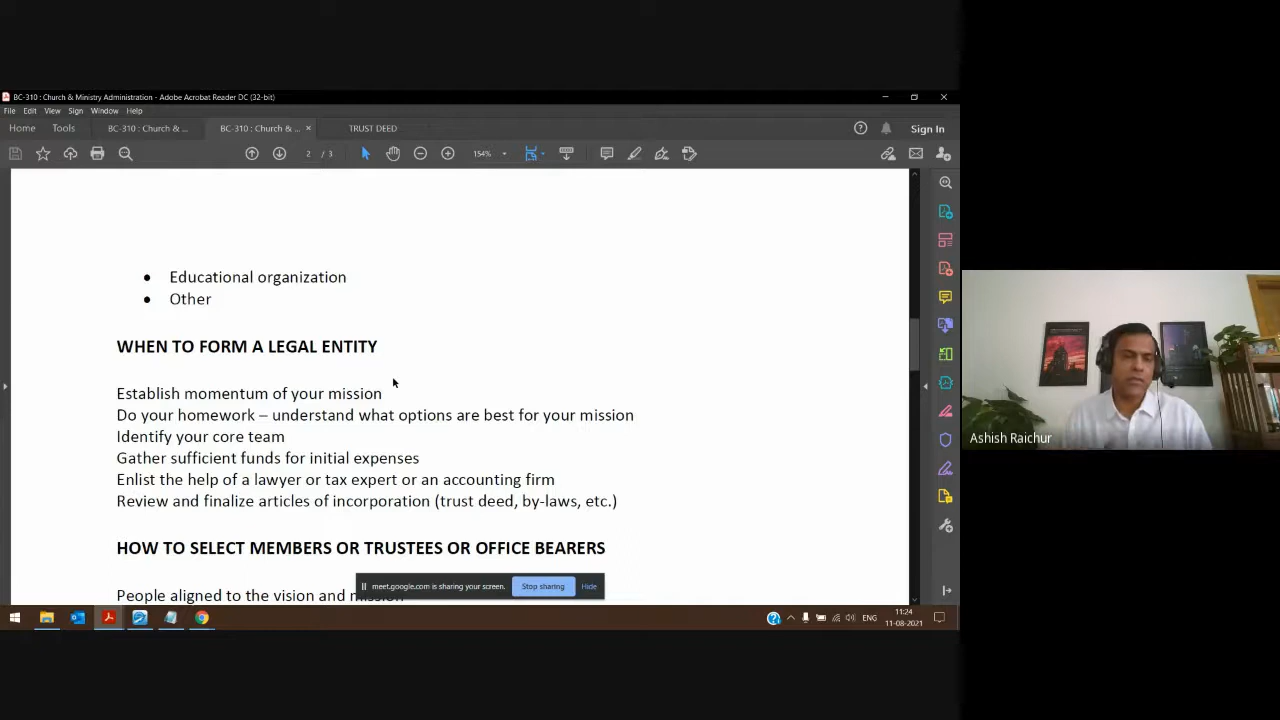 BC-310 : Church & Ministry Administration - Adobe Acrobat Reader DC (32-bit)
File Edit View Sign Window Help
Home Tools BC-310 : Church & ... BC-310 : Church & ... × TRUST DEED Sign In
2 / 3 154%
• Educational organization
• Other
WHEN TO FORM A LEGAL ENTITY
Establish momentum of your mission
Do your homework – understand what options are best for your mission
Identify your core team
Gather sufficient funds for initial expenses
Enlist the help of a lawyer or tax expert or an accounting firm
Review and finalize articles of incorporation (trust deed, by-laws, etc.)
HOW TO SELECT MEMBERS OR TRUSTEES OR OFFICE BEARERS
People aligned to the vision and mission
meet.google.com is sharing your screen. Stop sharing Hide
ENG 11:24
11-08-2021
Ashish Raichur